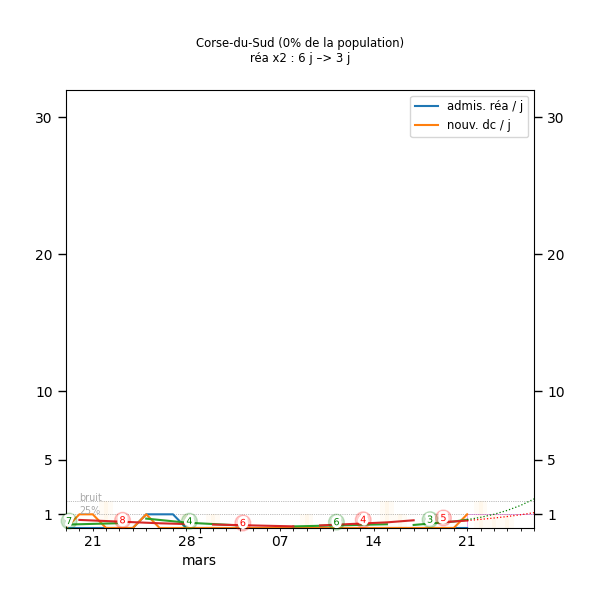 Corse-du-Sud (0% de la population)
réa x2 : 6 j –> 3 j
admis. réa / j
nouv. dc / j
30 30
20 20
10 10
5 5
bruit
25%
1 1
7 8 4 6 6 4 3 5
21 28 07 14 21
mars